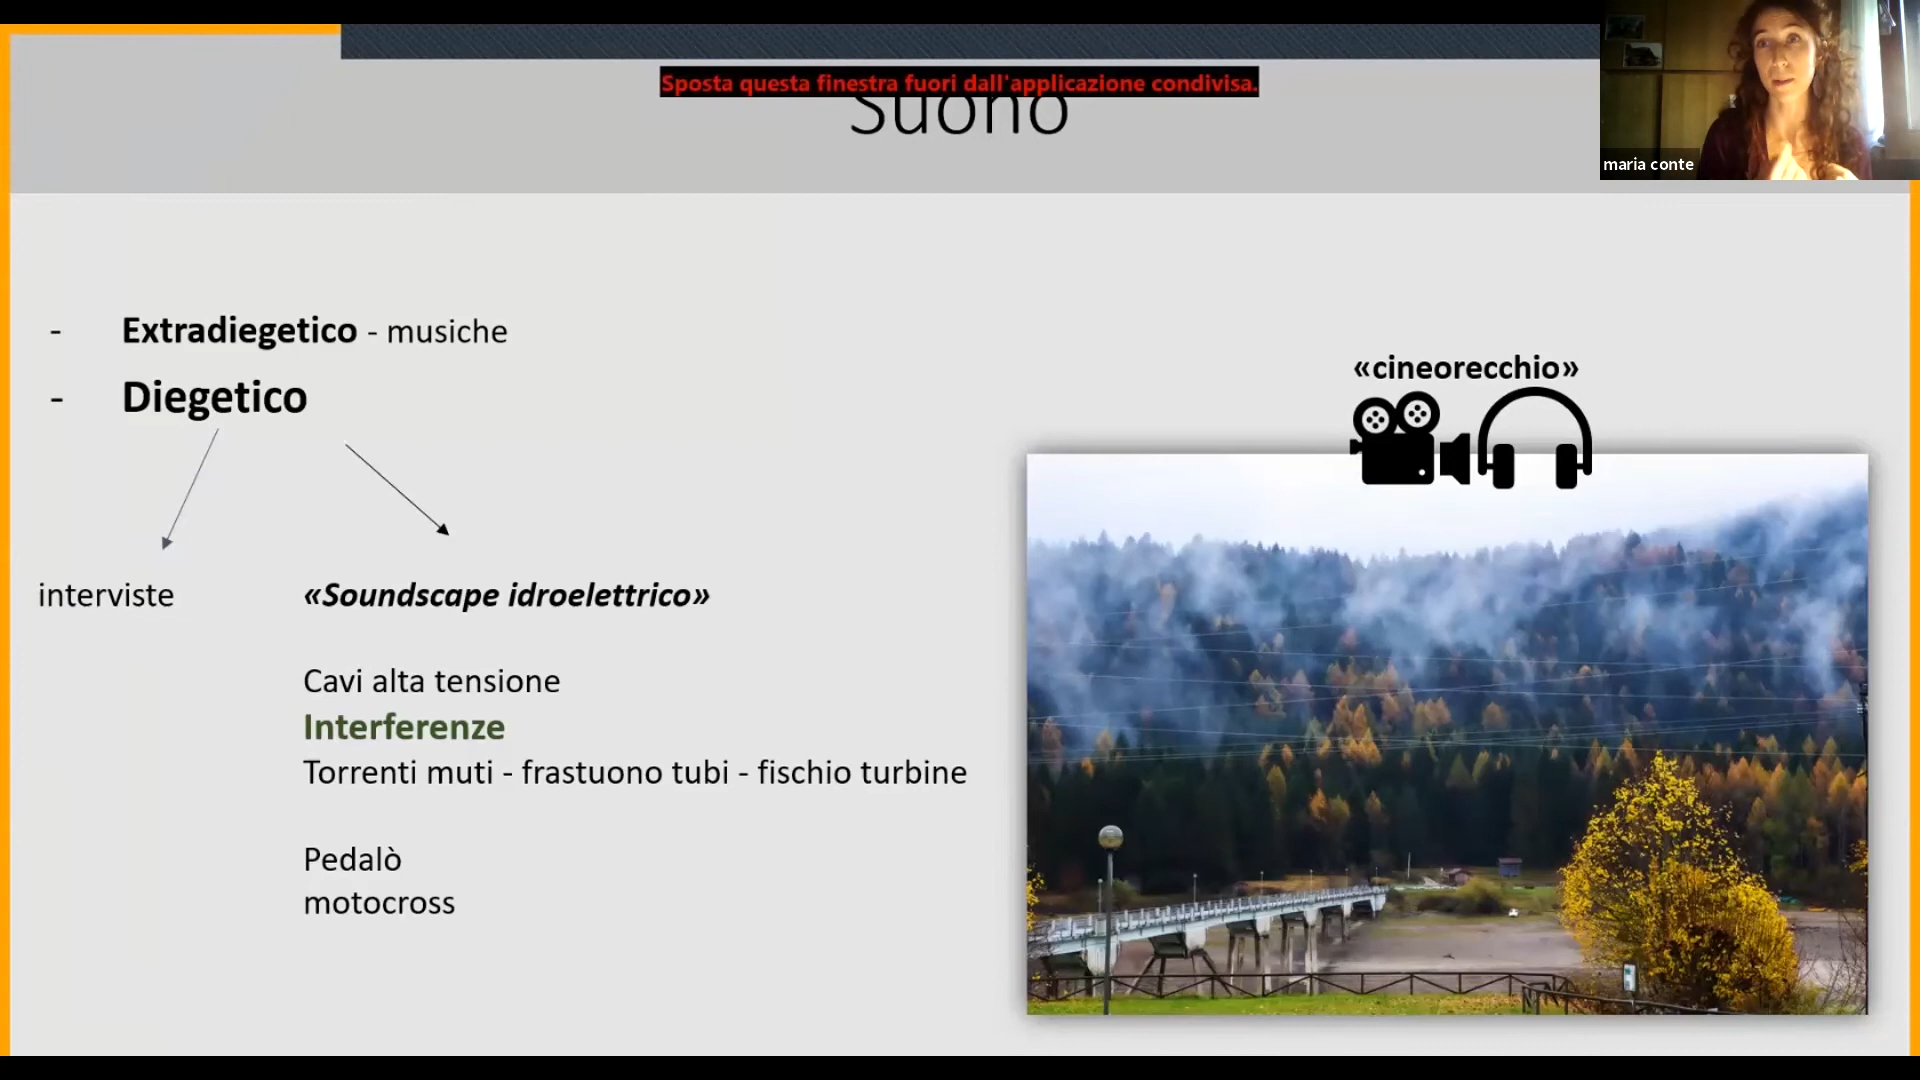 Sposta questa finestra fuori dall'applicazione condivisa.
Suono
maria conte
- Extradiegetico - musiche
- Diegetico
«cineorecchio»
interviste
«Soundscape idroelettrico»
Cavi alta tensione
Interferenze
Torrenti muti - frastuono tubi - fischio turbine
Pedalò
motocross